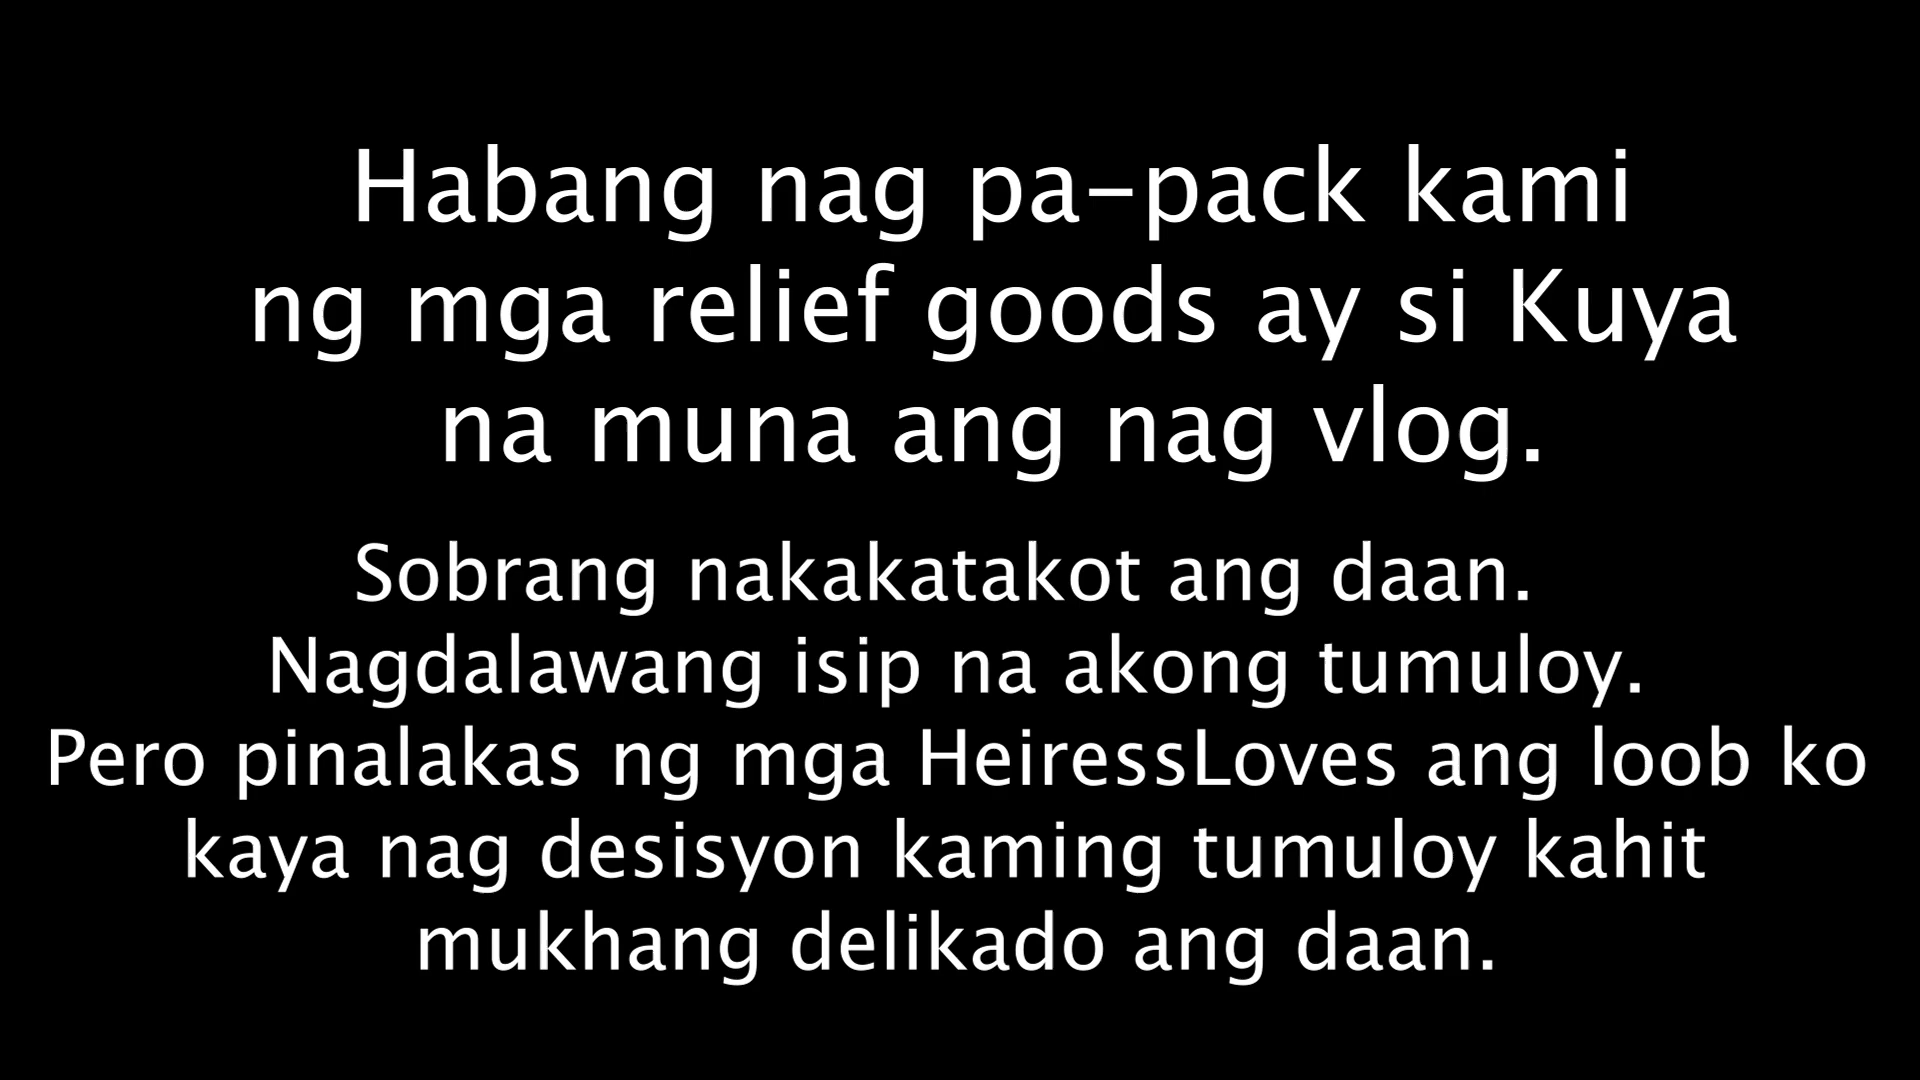 Habang nag pa-pack kami
ng mga relief goods ay si Kuya
na muna ang nag vlog.
Sobrang nakakatakot ang daan.
Nagdalawang isip na akong tumuloy.
Pero pinalakas ng mga HeiressLoves ang loob ko
kaya nag desisyon kaming tumuloy kahit
mukhang delikado ang daan.